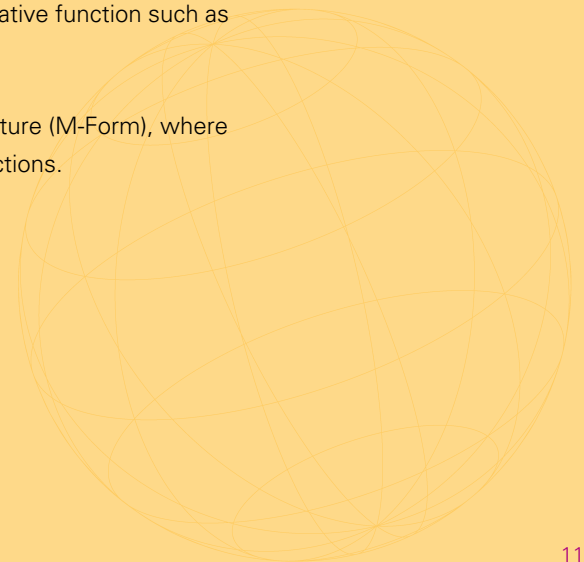 ative function such as
ture (M-Form), where
ctions.
11